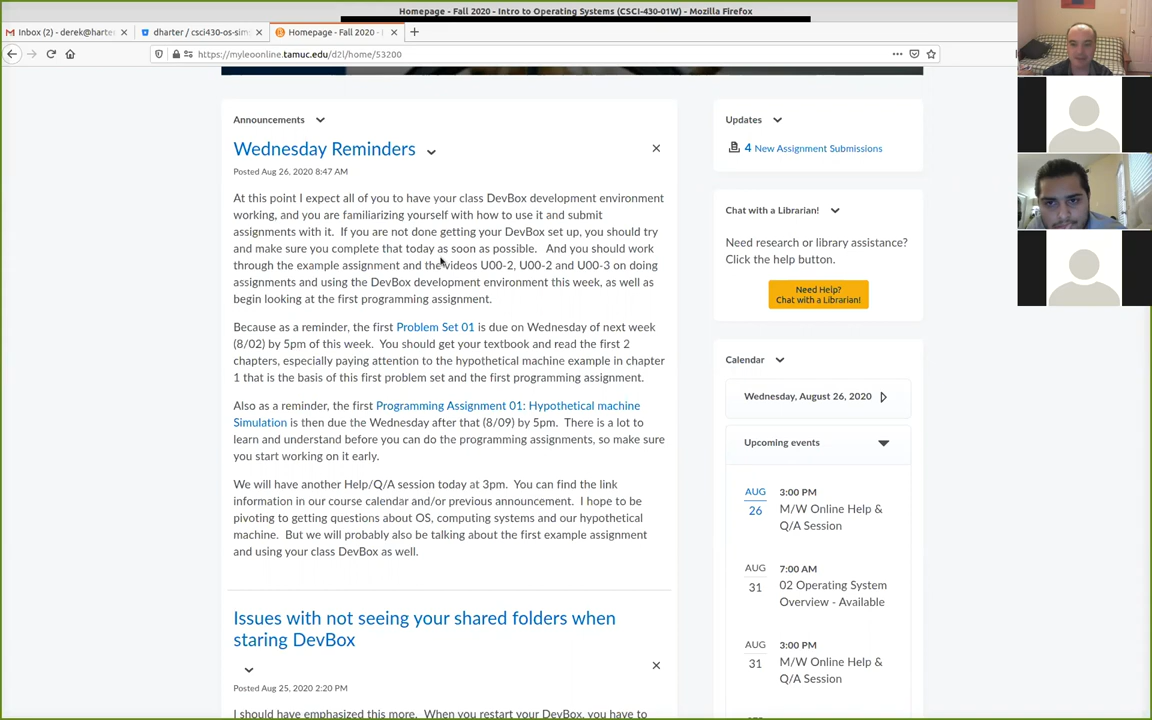 Homepage - Fall 2020 - Intro to Operating Systems (CSCI-430-01W) - Mozilla Firefox
Inbox (2) - derek@harte
dharter / csci430-os-sim
Homepage - Fall 2020 - I
https://myleoonline.tamuc.edu/d2l/home/53200
Announcements
Wednesday Reminders
Posted Aug 26, 2020 8:47 AM
At this point I expect all of you to have your class DevBox development environment
working, and you are familiarizing yourself with how to use it and submit
assignments with it. If you are not done getting your DevBox set up, you should try
and make sure you complete that today as soon as possible. And you should work
through the example assignment and the videos U00-2, U00-2 and U00-3 on doing
assignments and using the DevBox development environment this week, as well as
begin looking at the first programming assignment.
Because as a reminder, the first Problem Set 01 is due on Wednesday of next week
(8/02) by 5pm of this week. You should get your textbook and read the first 2
chapters, especially paying attention to the hypothetical machine example in chapter
1 that is the basis of this first problem set and the first programming assignment.
Also as a reminder, the first Programming Assignment 01: Hypothetical machine
Simulation is then due the Wednesday after that (8/09) by 5pm. There is a lot to
learn and understand before you can do the programming assignments, so make sure
you start working on it early.
We will have another Help/Q/A session today at 3pm. You can find the link
information in our course calendar and/or previous announcement. I hope to be
pivoting to getting questions about OS, computing systems and our hypothetical
machine. But we will probably also be talking about the first example assignment
and using your class DevBox as well.
Issues with not seeing your shared folders when
staring DevBox
Posted Aug 25, 2020 2:20 PM
I should have emphasized this more. When you restart your DevBox, you have to
Updates
4 New Assignment Submissions
Chat with a Librarian!
Need research or library assistance?
Click the help button.
Need Help?
Chat with a Librarian!
Calendar
Wednesday, August 26, 2020
Upcoming events
AUG
26
3:00 PM
M/W Online Help &
Q/A Session
AUG
31
7:00 AM
02 Operating System
Overview - Available
AUG
31
3:00 PM
M/W Online Help &
Q/A Session